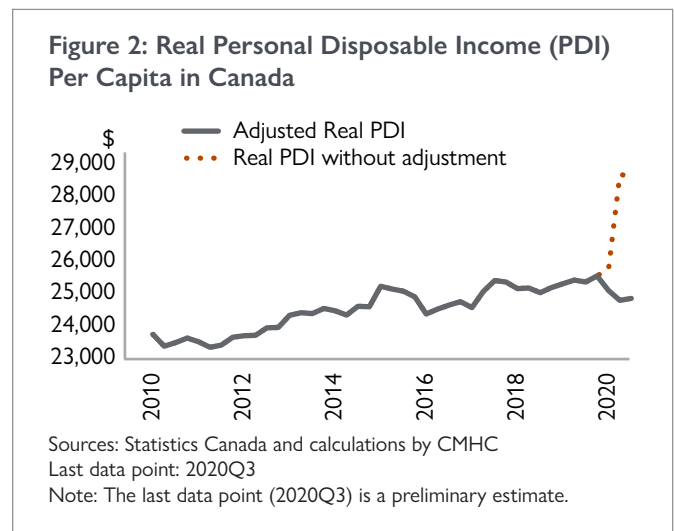 Figure 2: Real Personal Disposable Income (PDI)
Per Capita in Canada
$
Adjusted Real PDI
Real PDI without adjustment
29,000
28,000
27,000
26,000
25,000
24,000
23,000
2010
2012
2014
2016
2018
2020
Sources: Statistics Canada and calculations by CMHC
Last data point: 2020Q3
Note: The last data point (2020Q3) is a preliminary estimate.